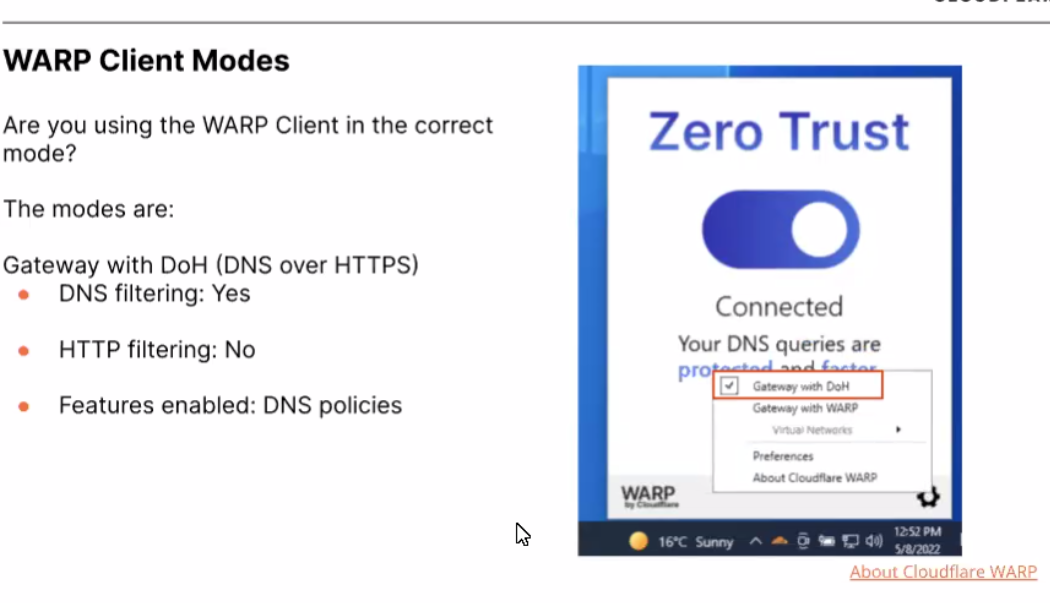 WARP Client Modes
Are you using the WARP Client in the correct
mode?
The modes are:
Gateway with DoH (DNS over HTTPS)
DNS filtering: Yes
HTTP filtering: No
Features enabled: DNS policies
Zero Trust
Connected
Your DNS queries are
protected and faster
Gateway with DoH
Gateway with WARP
Virtual Networks
Preferences
About Cloudflare WARP
WARP
by Cloudflare
16°C Sunny
12:52 PM
5/8/2022
About Cloudflare WARP